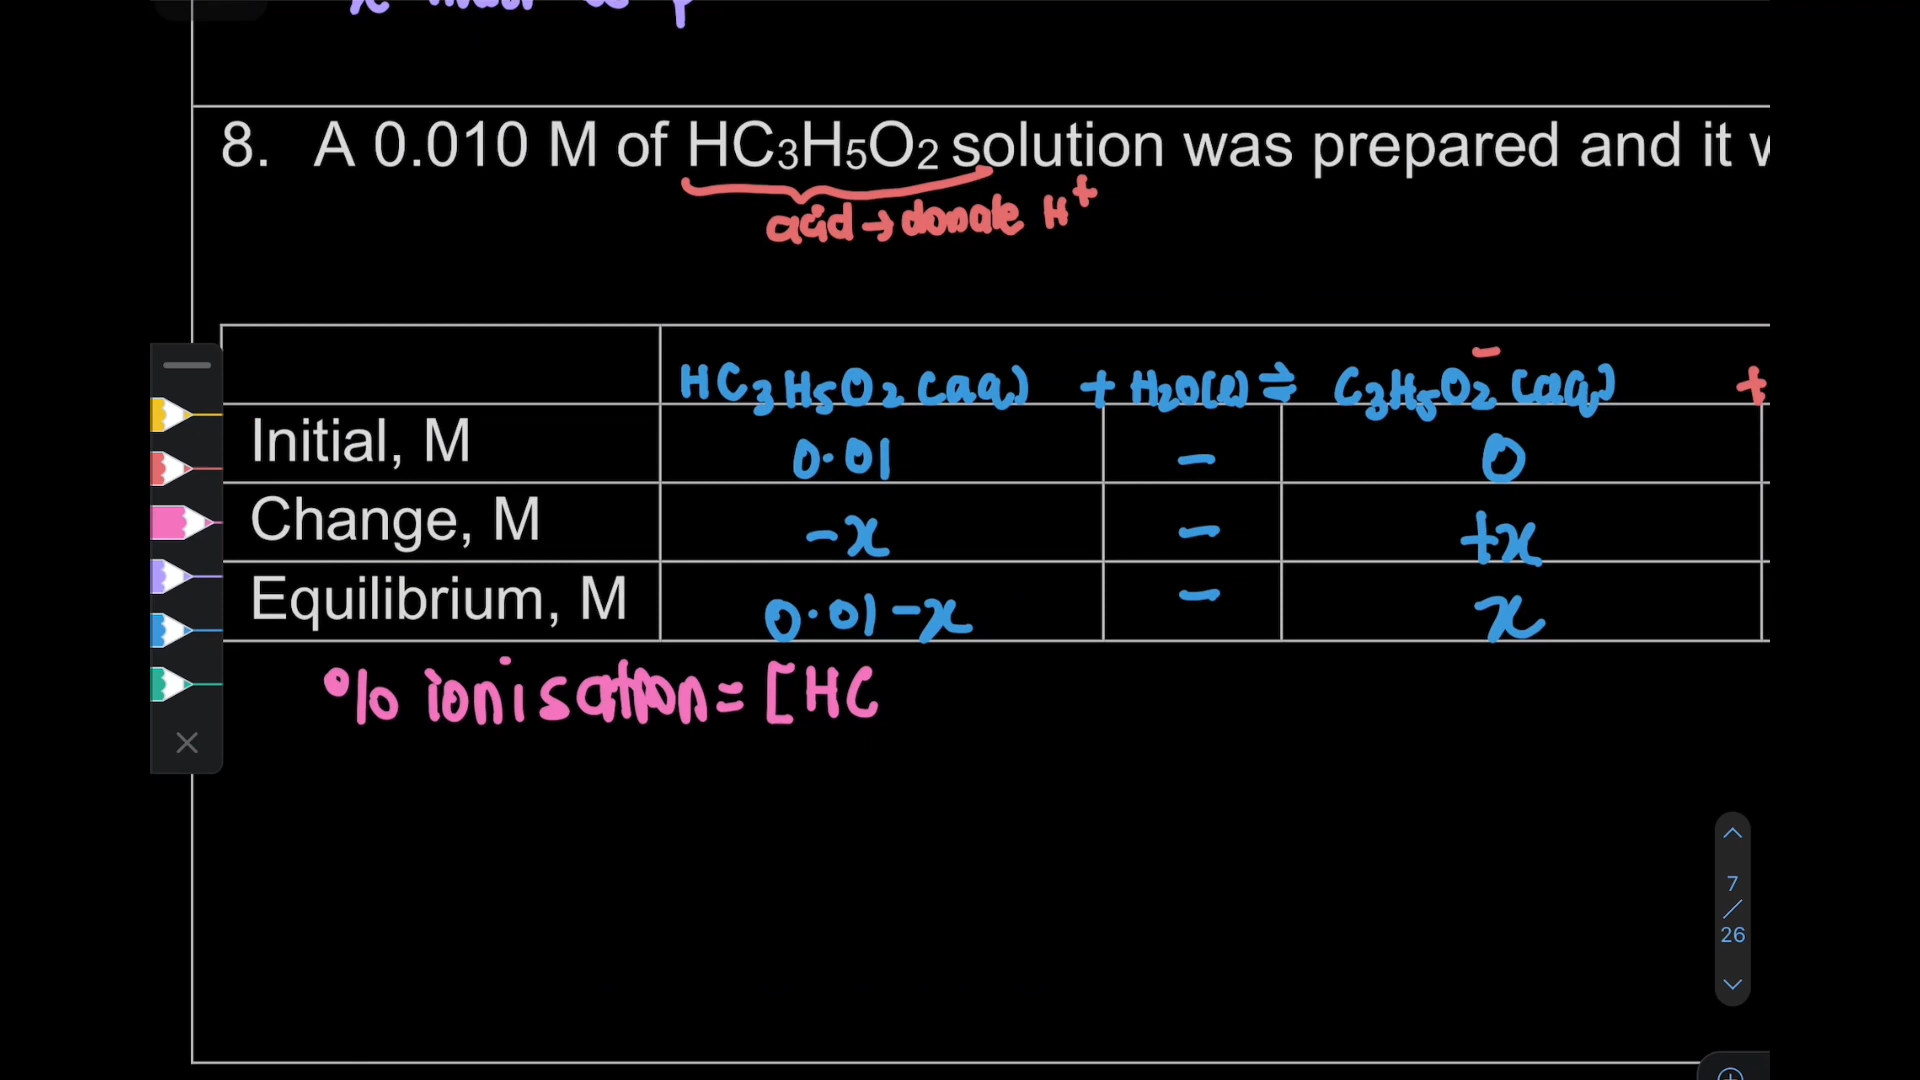 8. A 0.010 M of HC₃H₅O₂ solution was prepared and it
acid → donate H⁺
HC₃H₅O₂ (aq) + H₂O(l) ⇌ C₃H₅O₂⁻ (aq) +
Initial, M 0.01 - 0
Change, M -x - +x
Equilibrium, M 0.01-x - x
% ionisation = [HC
7
/
26